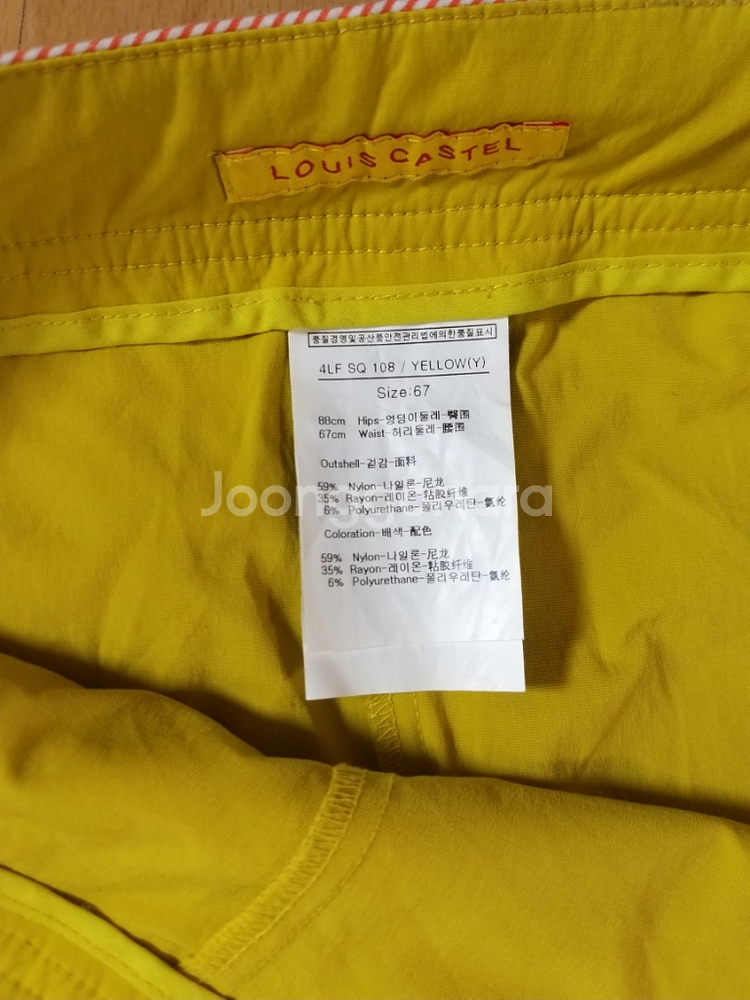 LOUIS CASTEL
품질경영및공산품안전관리법에의한품질표시
4LF SQ 108 / YELLOW(Y)
Size:67
88cm Hips-엉덩이둘레-臀围
67cm Waist-허리둘레-腰围
Outshell-겉감-面料
59% Nylon-나일론-尼龙
35% Rayon-레이온-粘胶纤维
6% Polyurethane-폴리우레탄-氨纶
Coloration-배색-配色
59% Nylon-나일론-尼龙
35% Rayon-레이온-粘胶纤维
6% Polyurethane-폴리우레탄-氨纶